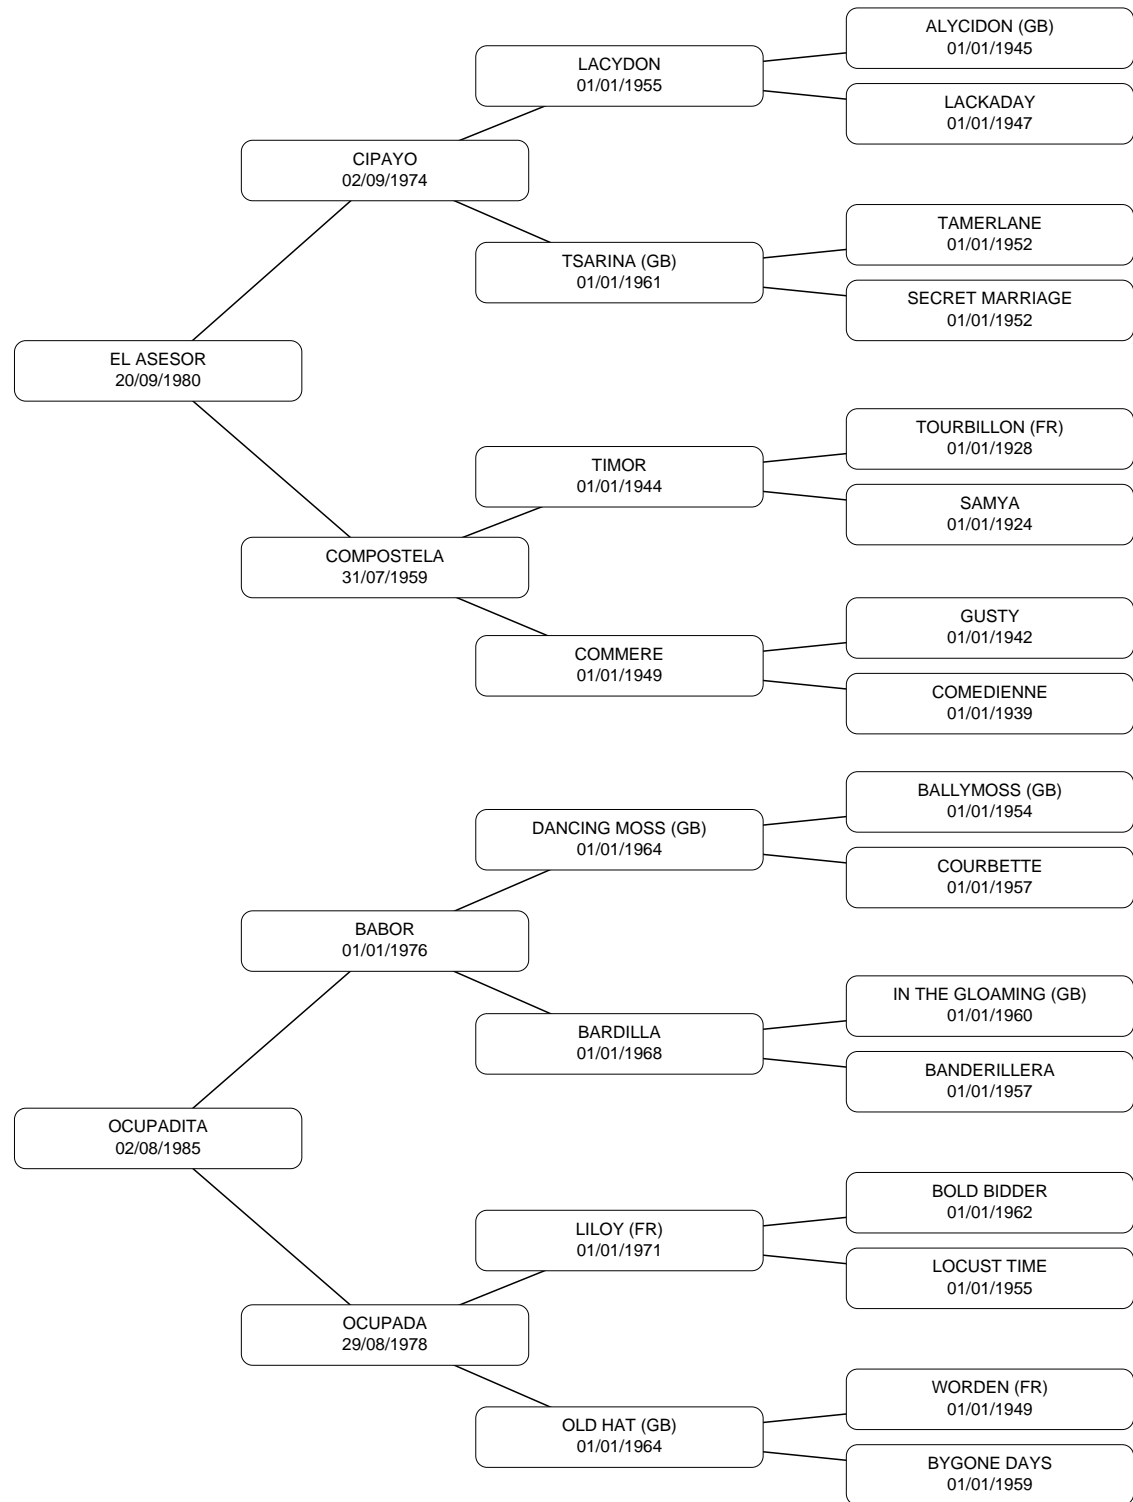 ALYCIDON (GB)
01/01/1945
LACYDON
01/01/1955
LACKADAY
01/01/1947
CIPAYO
02/09/1974
TAMERLANE
01/01/1952
TSARINA (GB)
01/01/1961
SECRET MARRIAGE
01/01/1952
EL ASESOR
20/09/1980
TOURBILLON (FR)
01/01/1928
TIMOR
01/01/1944
SAMYA
01/01/1924
COMPOSTELA
31/07/1959
GUSTY
01/01/1942
COMMERE
01/01/1949
COMEDIENNE
01/01/1939
BALLYMOSS (GB)
01/01/1954
DANCING MOSS (GB)
01/01/1964
COURBETTE
01/01/1957
BABOR
01/01/1976
IN THE GLOAMING (GB)
01/01/1960
BARDILLA
01/01/1968
BANDERILLERA
01/01/1957
OCUPADITA
02/08/1985
BOLD BIDDER
01/01/1962
LILOY (FR)
01/01/1971
LOCUST TIME
01/01/1955
OCUPADA
29/08/1978
WORDEN (FR)
01/01/1949
OLD HAT (GB)
01/01/1964
BYGONE DAYS
01/01/1959